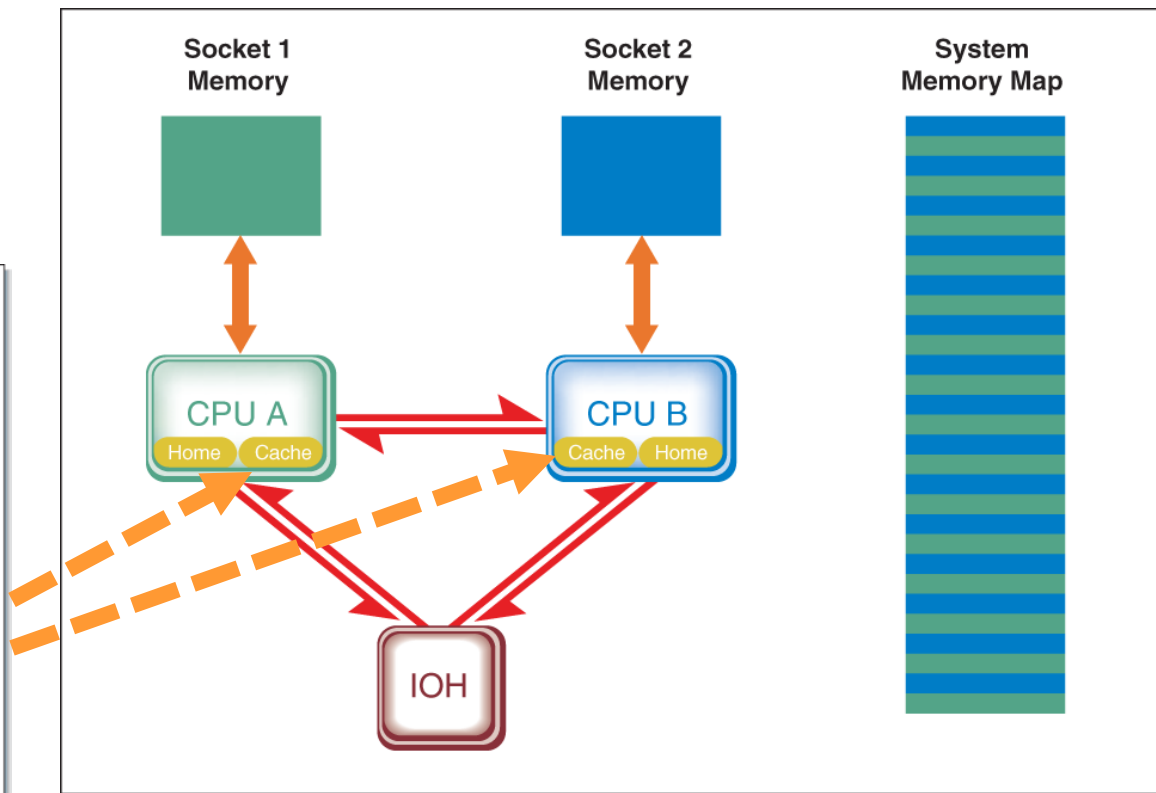 Socket 1
Memory
Socket 2
Memory
System
Memory Map
CPU A
Home
Cache
CPU B
Cache
Home
IOH